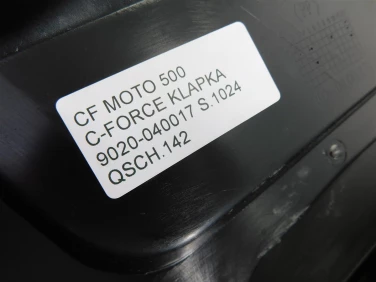 CF MOTO 500
C-FORCE KLAPKA
9020-040017 S.1024
QSCH.142